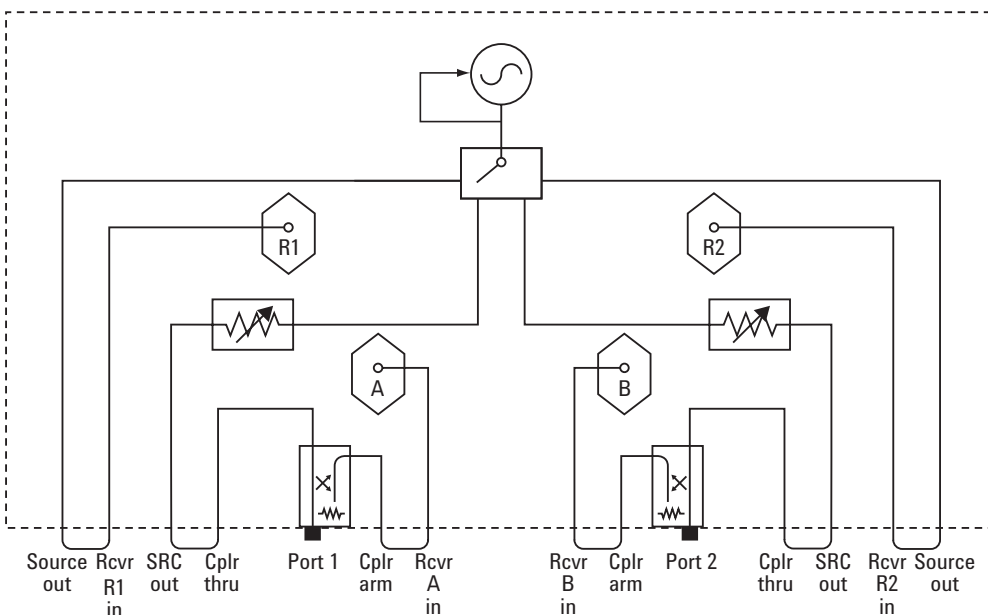 R1
R2
A
B
Source out
Rcvr R1 in
SRC out
Cplr thru
Port 1
Cplr arm
Rcvr A in
Rcvr B in
Cplr arm
Port 2
Cplr thru
SRC out
Rcvr R2 in
Source out